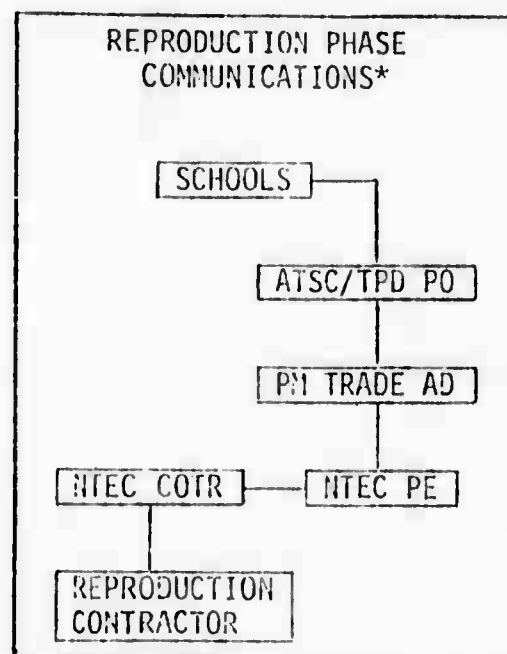 REPRODUCTION PHASE
COMMUNICATIONS*
SCHOOLS
ATSC/TPD PO
PM TRADE AD
NTEC COTR
NTEC PE
REPRODUCTION
CONTRACTOR